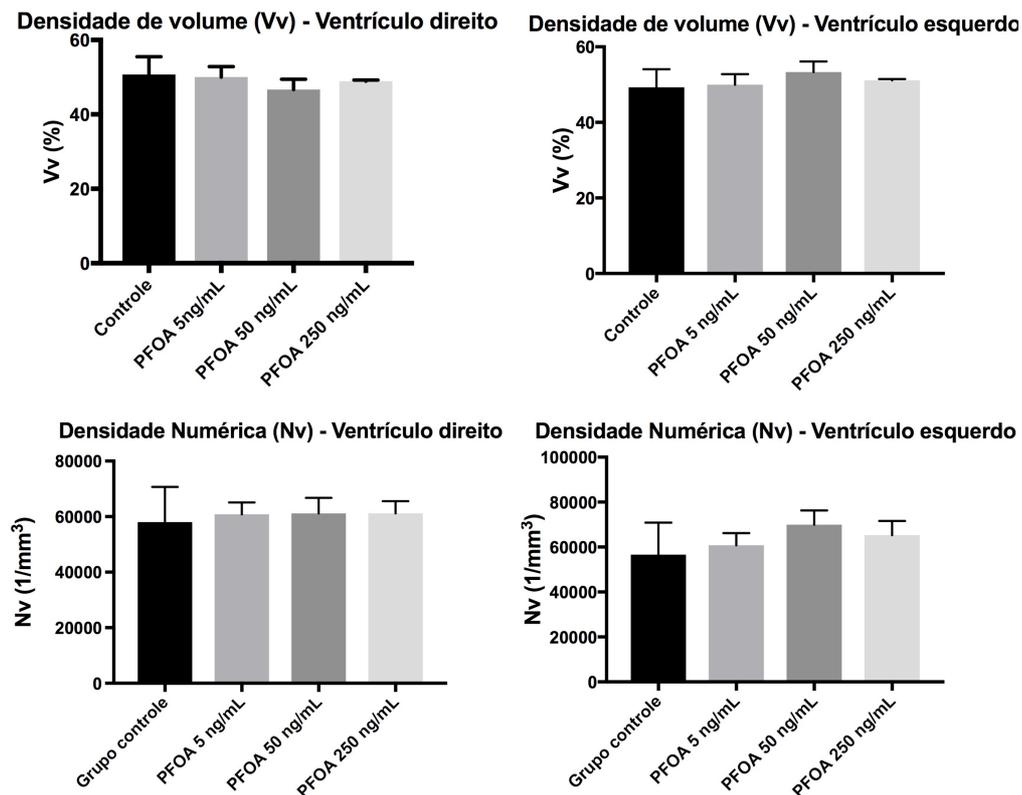 Densidade de volume (Vv) - Ventrículo direito
Vv (%)
60
40
20
0
Controle
PFOA 5ng/mL
PFOA 50 ng/mL
PFOA 250 ng/mL
Densidade de volume (Vv) - Ventrículo esquerdo
Vv (%)
60
40
20
0
Controle
PFOA 5 ng/mL
PFOA 50 ng/mL
PFOA 250 ng/mL
Densidade Numérica (Nv) - Ventrículo direito
Nv (1/mm³)
80000
60000
40000
20000
0
Grupo controle
PFOA 5 ng/mL
PFOA 50 ng/mL
PFOA 250 ng/mL
Densidade Numérica (Nv) - Ventrículo esquerdo
Nv (1/mm³)
100000
80000
60000
40000
20000
0
Grupo controle
PFOA 5 ng/mL
PFOA 50 ng/mL
PFOA 250 ng/mL